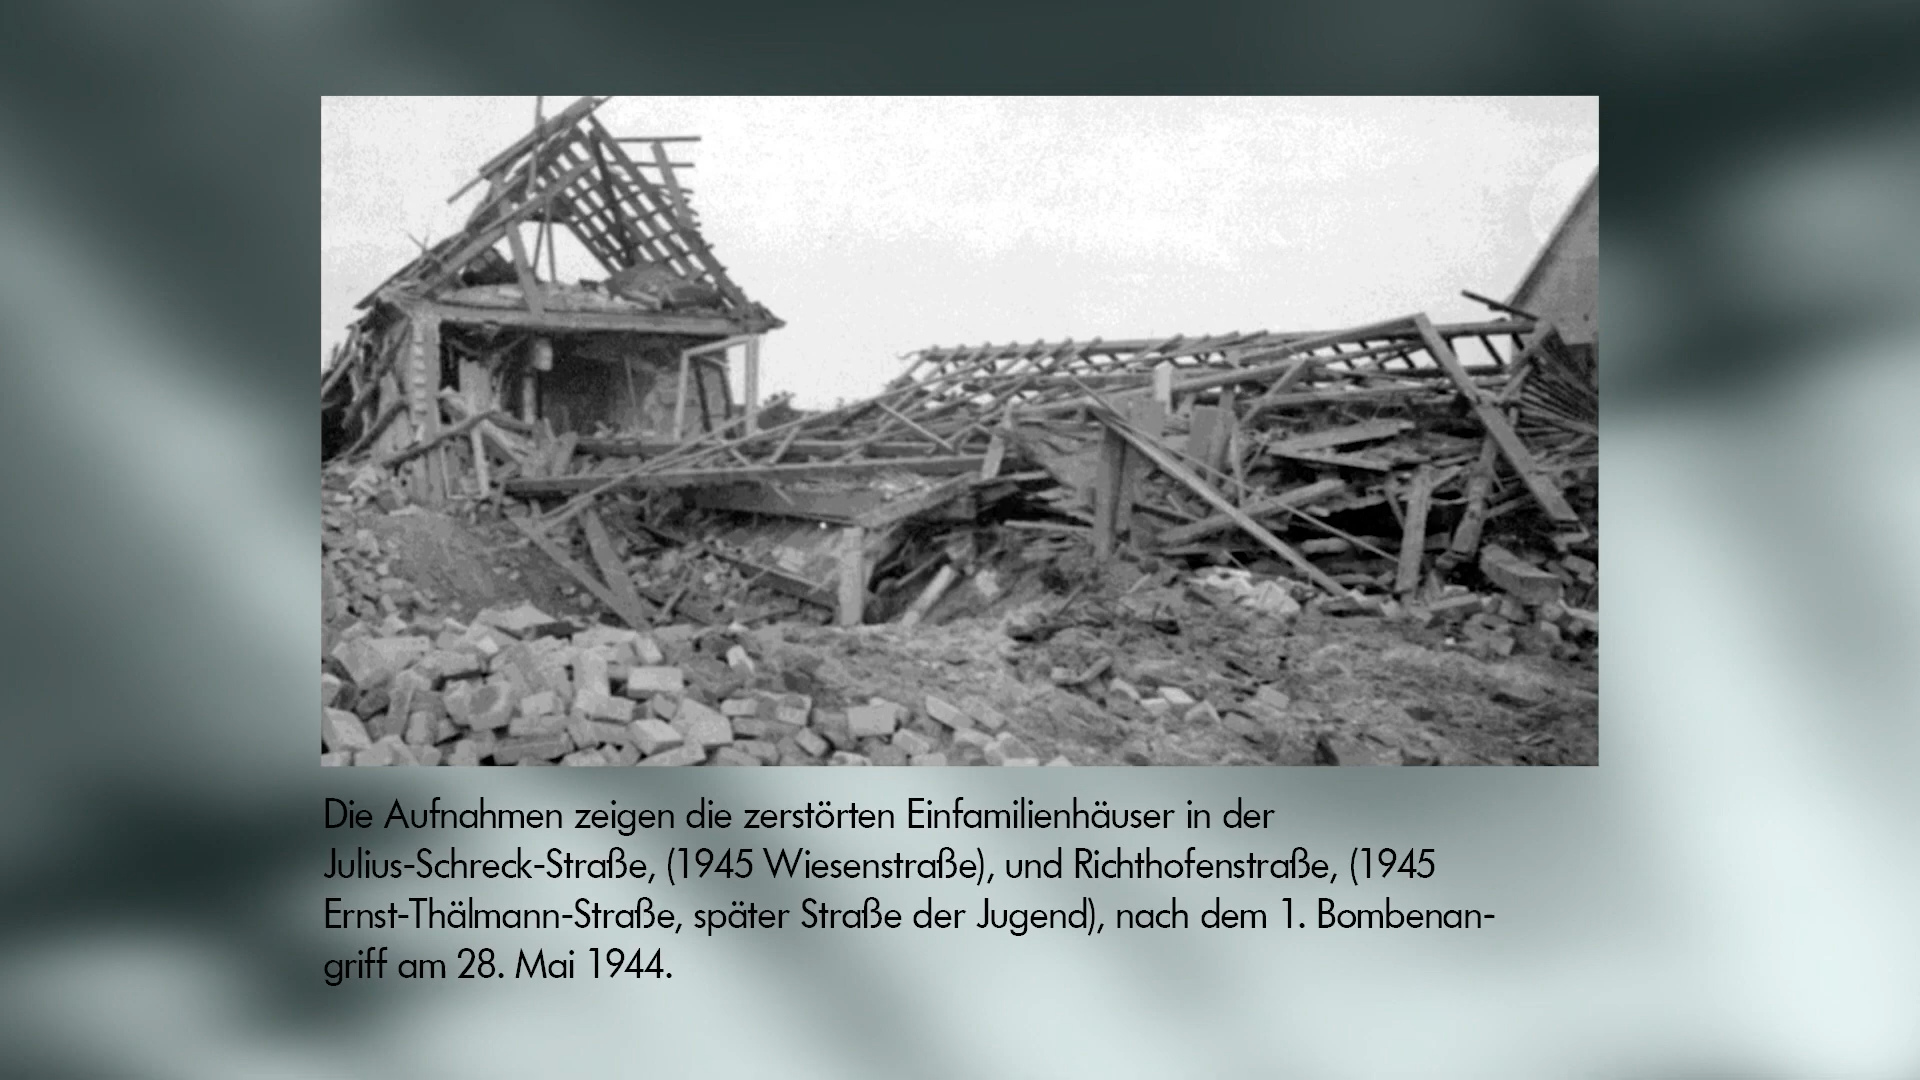 Die Aufnahmen zeigen die zerstörten Einfamilienhäuser in der
Julius-Schreck-Straße, (1945 Wiesenstraße), und Richthofenstraße, (1945
Ernst-Thälmann-Straße, später Straße der Jugend), nach dem 1. Bombenan-
griff am 28. Mai 1944.